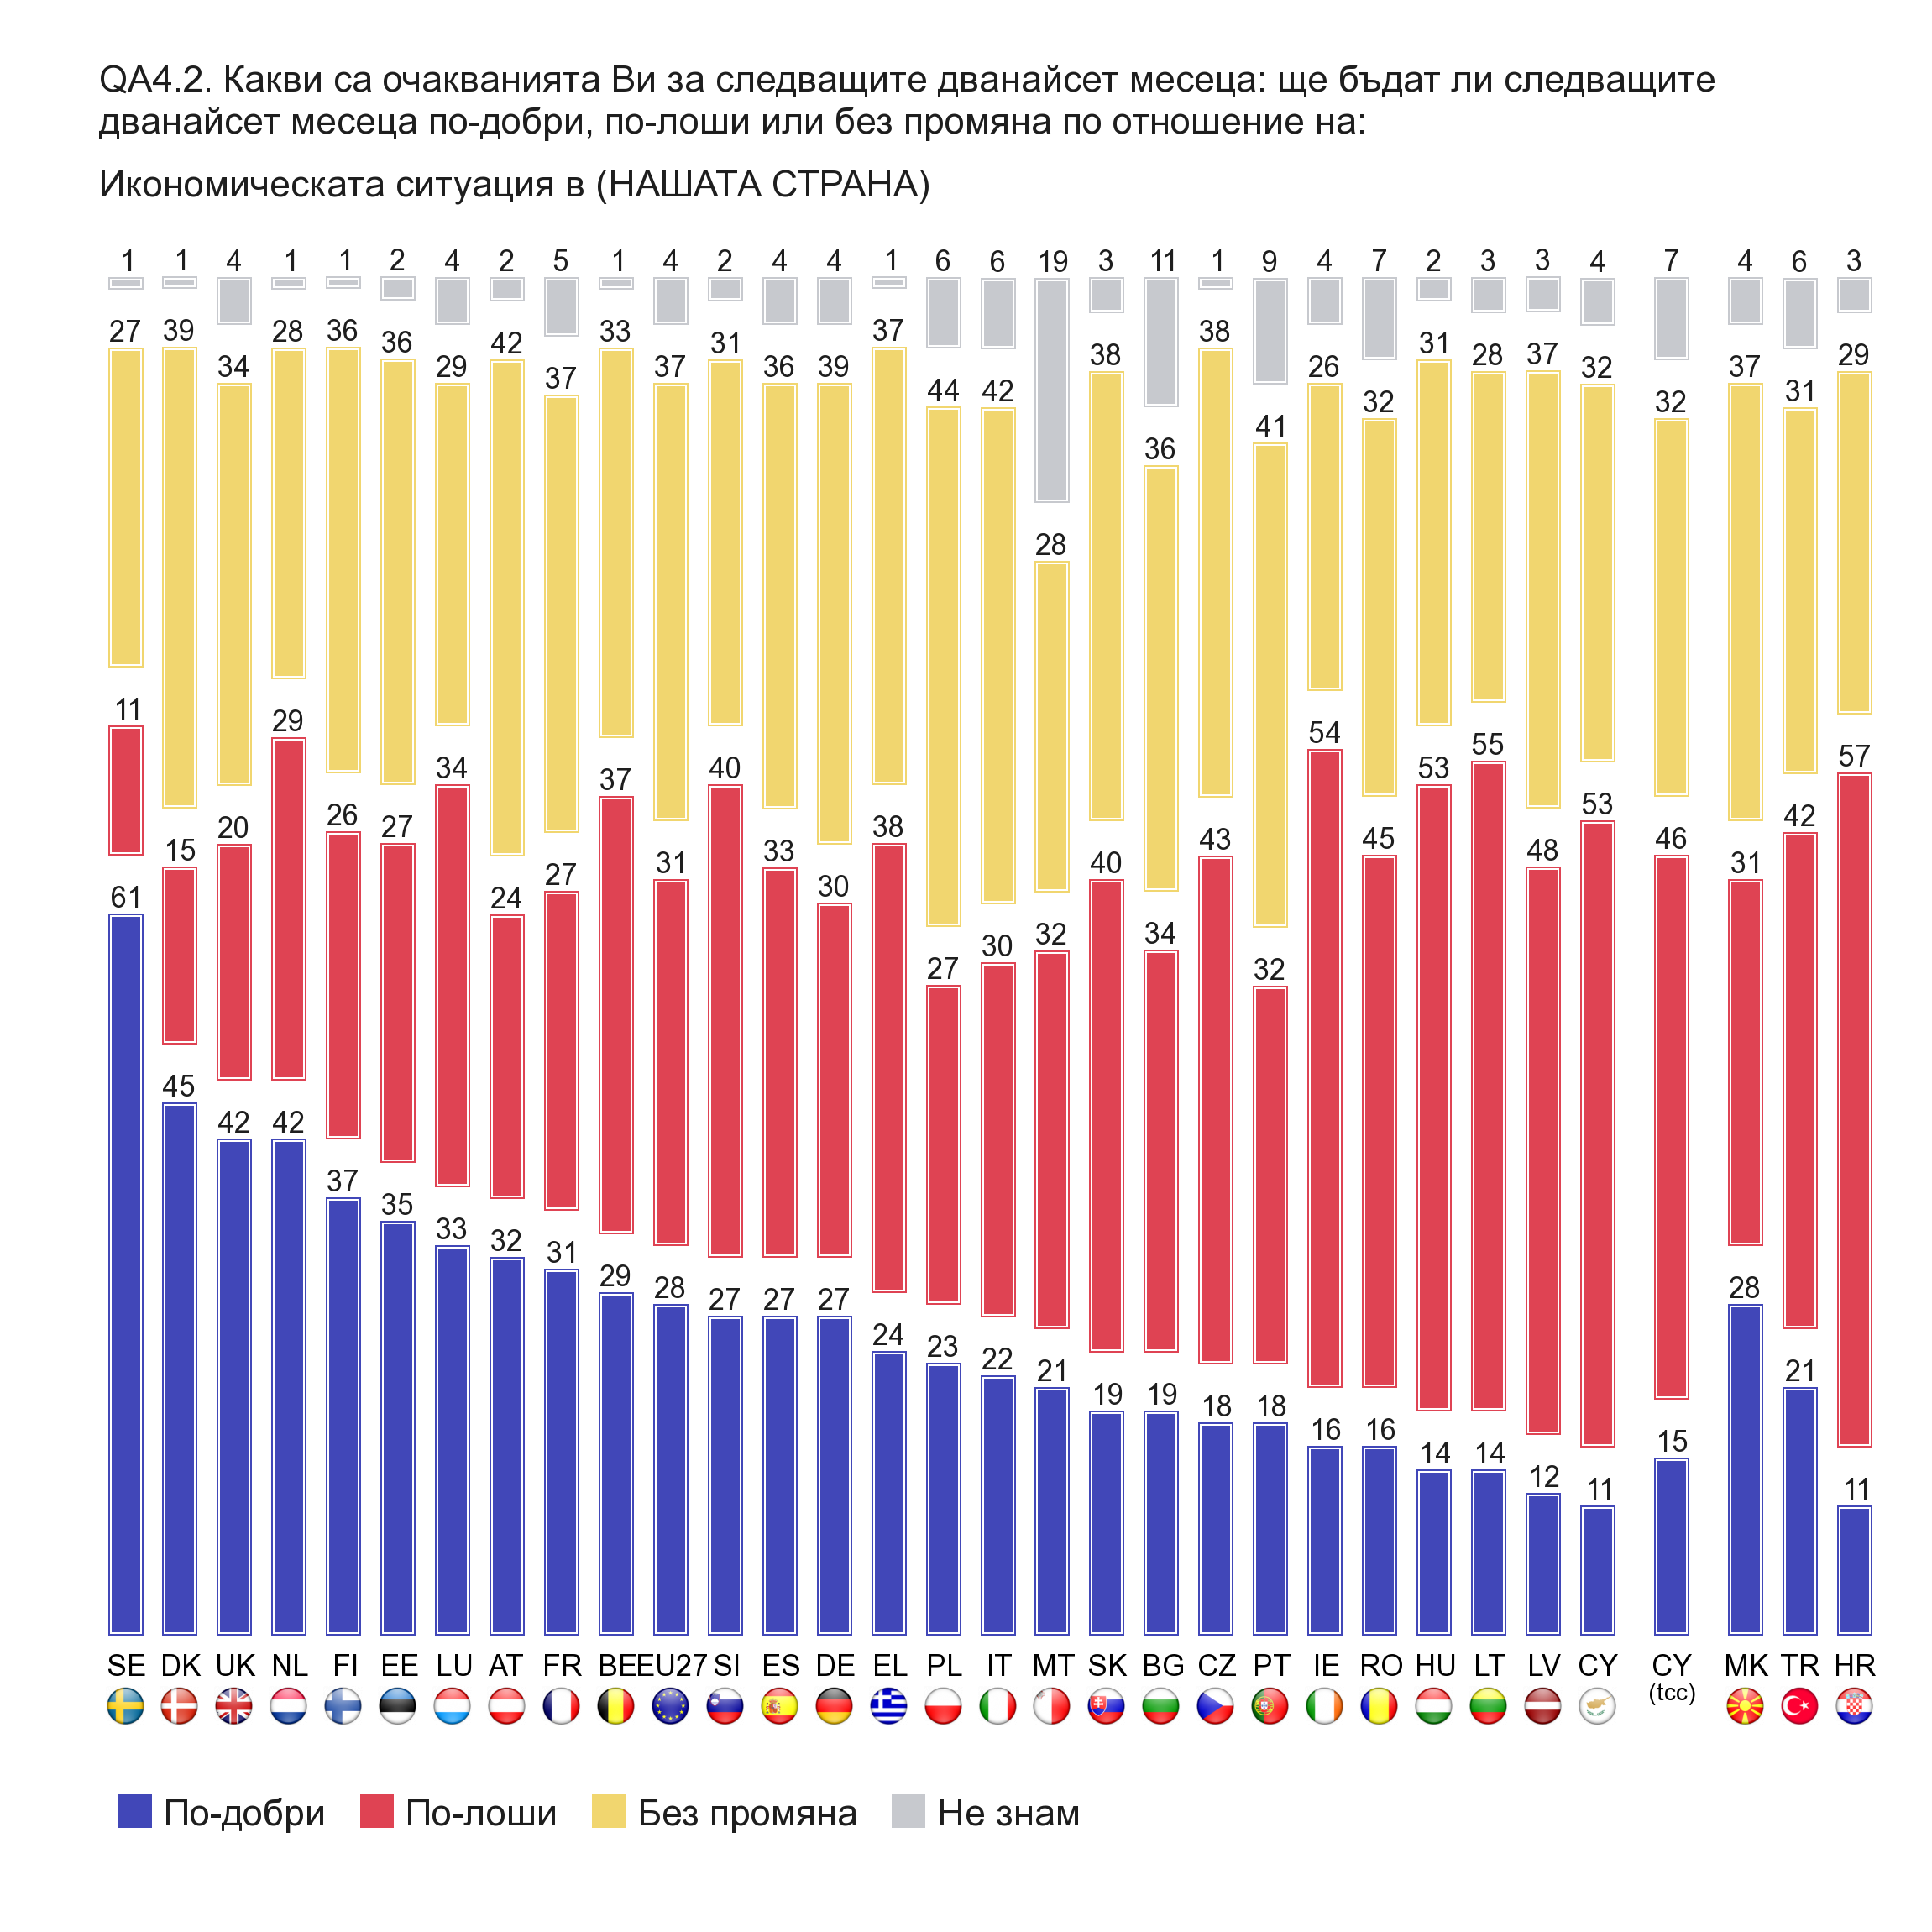 QA4.2. Какви са очакванията Ви за следващите дванайсет месеца: ще бъдат ли следващите
дванайсет месеца по-добри, по-лоши или без промяна по отношение на:
Икономическата ситуация в (НАШАТА СТРАНА)
1 1 4 1 1 2 4 2 5 1 4 2 4 4 1 6 6 19 3 11 1 9 4 7 2 3 3 4 7 4 6 3
27 39 34 28 36 36 29 42 37 33 37 31 36 39 37 44 42 28 38 36 38 41 26 32 31 28 37 32 32 37 31 29
11 15 20 29 26 27 34 24 27 37 31 40 33 30 38 27 30 32 40 34 43 32 54 45 53 55 48 53 46 31 42 57
61 45 42 42 37 35 33 32 31 29 28 27 27 27 24 23 22 21 19 19 18 18 16 16 14 14 12 11 15 28 21 11
SE DK UK NL FI EE LU AT FR BE EU27 SI ES DE EL PL IT MT SK BG CZ PT IE RO HU LT LV CY CY MK TR HR
(tcc)
По-добри По-лоши Без промяна Не знам